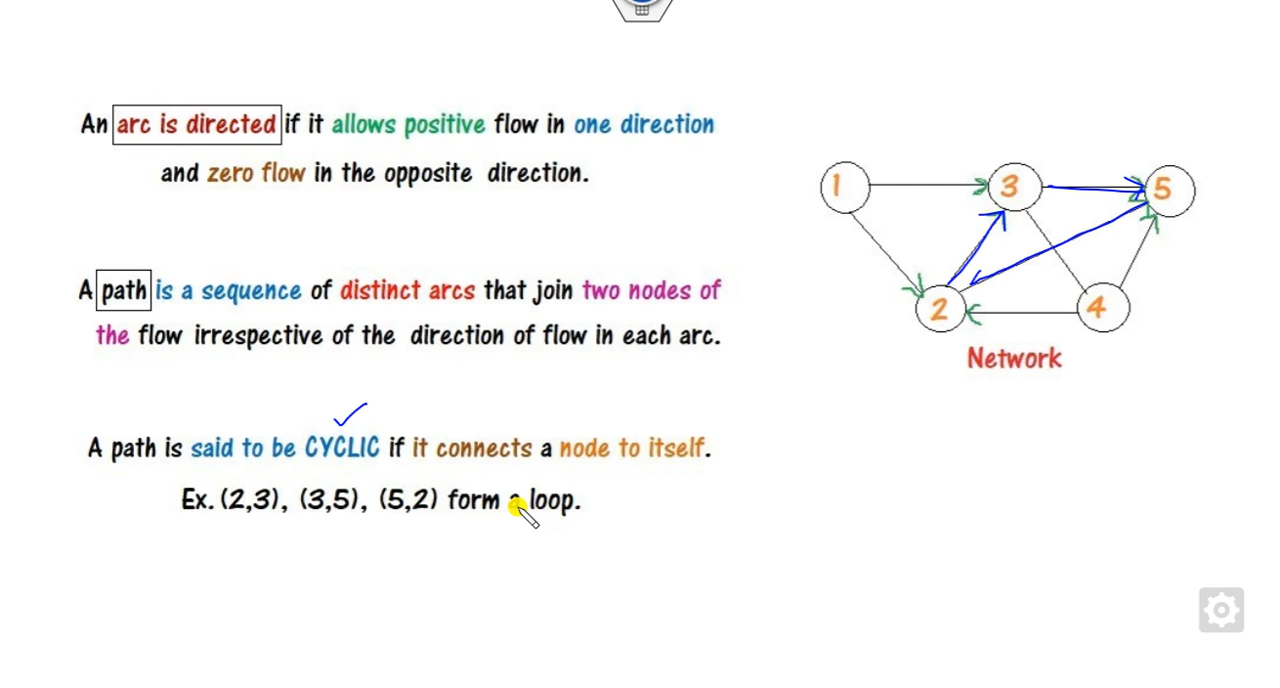 An arc is directed if it allows positive flow in one direction
and zero flow in the opposite direction.
A path is a sequence of distinct arcs that join two nodes of
the flow irrespective of the direction of flow in each arc.
A path is said to be CYCLIC if it connects a node to itself.
Ex. (2,3), (3,5), (5,2) form a loop.
1
3
5
2
4
Network